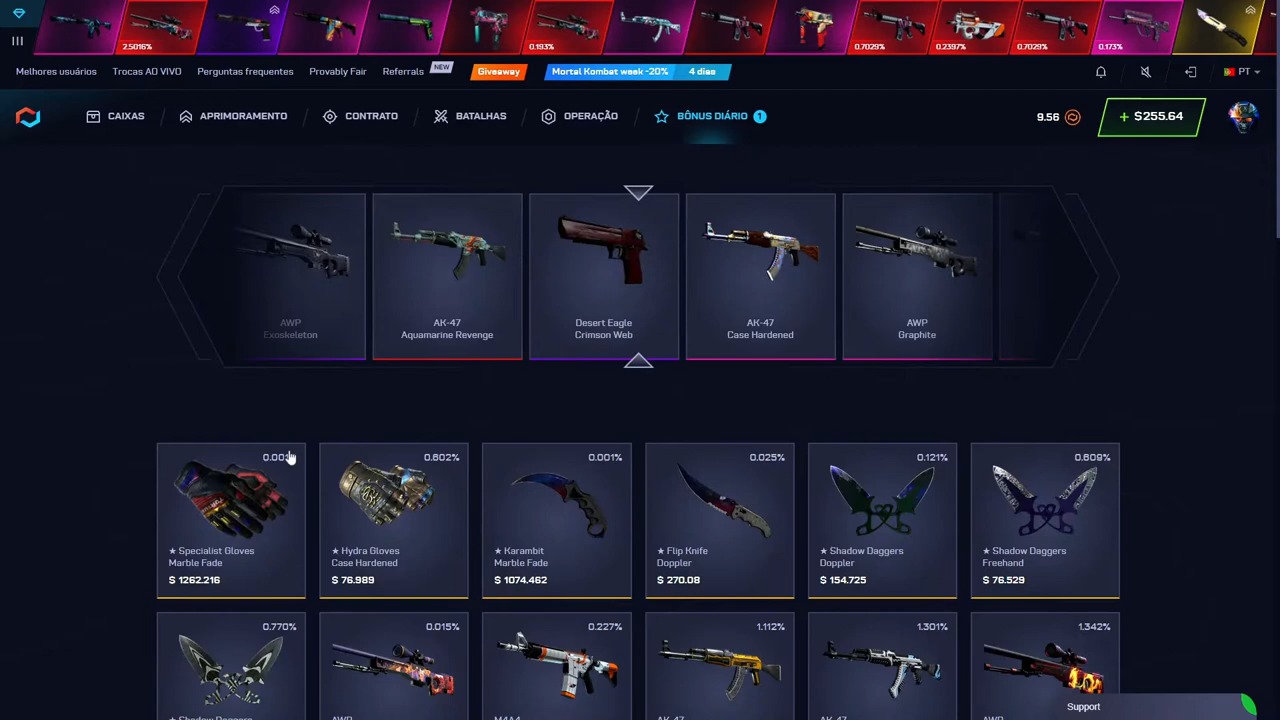 2.5016%
0.193%
0.7029%
0.2397%
0.7029%
0.173%
Melhores usuários
Trocas AO VIVO
Perguntas frequentes
Provably Fair
Referrals
NEW
Giveaway
Mortal Kombat week -20%
4 dias
PT
CAIXAS
APRIMORAMENTO
CONTRATO
BATALHAS
OPERAÇÃO
BÔNUS DIÁRIO
1
9.56
+ $255.64
AWP
Exoskeleton
AK-47
Aquamarine Revenge
Desert Eagle
Crimson Web
AK-47
Case Hardened
AWP
Graphite
★ Specialist Gloves
Marble Fade
$ 1262.216
0.602%
★ Hydra Gloves
Case Hardened
$ 76.989
0.001%
★ Karambit
Marble Fade
$ 1074.462
0.025%
★ Flip Knife
Doppler
$ 270.08
0.121%
★ Shadow Daggers
Doppler
$ 154.725
0.609%
★ Shadow Daggers
Freehand
$ 76.529
0.770%
0.015%
0.227%
1.112%
1.301%
1.342%
Support